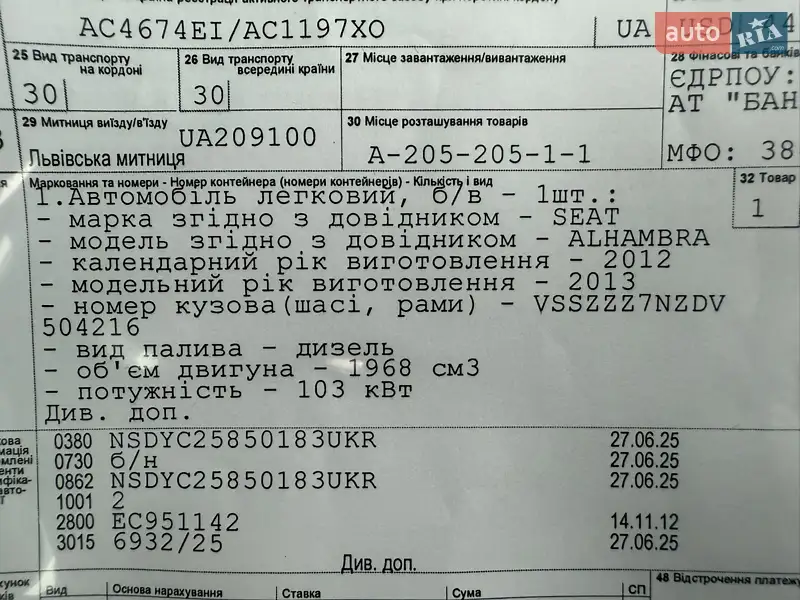 AC4674EI/AC1197XO UA USD 44
auto RIA.com
25 Вид транспорту на кордоні
30
26 Вид транспорту всередині країни
30
27 Місце завантаження/вивантаження
28 Фінансові та банків
ЄДРПОУ:
АТ "БАН
МФО: 38
29 Митниця виїзду/в'їзду
UA209100
Львівська митниця
30 Місце розташування товарів
А-205-205-1-1
Маркования та номери - Номер контейнера (номери контейнерів) - Кількість і вид
32 Товар
1
1.Автомобіль легковий, б/в - 1шт.:
- марка згідно з довідником - SEAT
- модель згідно з довідником - ALHAMBRA
- календарний рік виготовлення - 2012
- модельний рік виготовлення - 2013
- номер кузова(шасі, рами) - VSSZZZ7NZDV
504216
- вид палива - дизель
- об'єм двигуна - 1968 см3
- потужність - 103 кВт
Див. доп.
0380 NSDYC25850183UKR 27.06.25
0730 б/н 27.06.25
0862 NSDYC25850183UKR 27.06.25
1001 2
2800 EC951142 14.11.12
3015 6932/25 27.06.25
Див. доп.
Вид Основа нарахування Ставка Сума СП
48 Відстрочення платежу